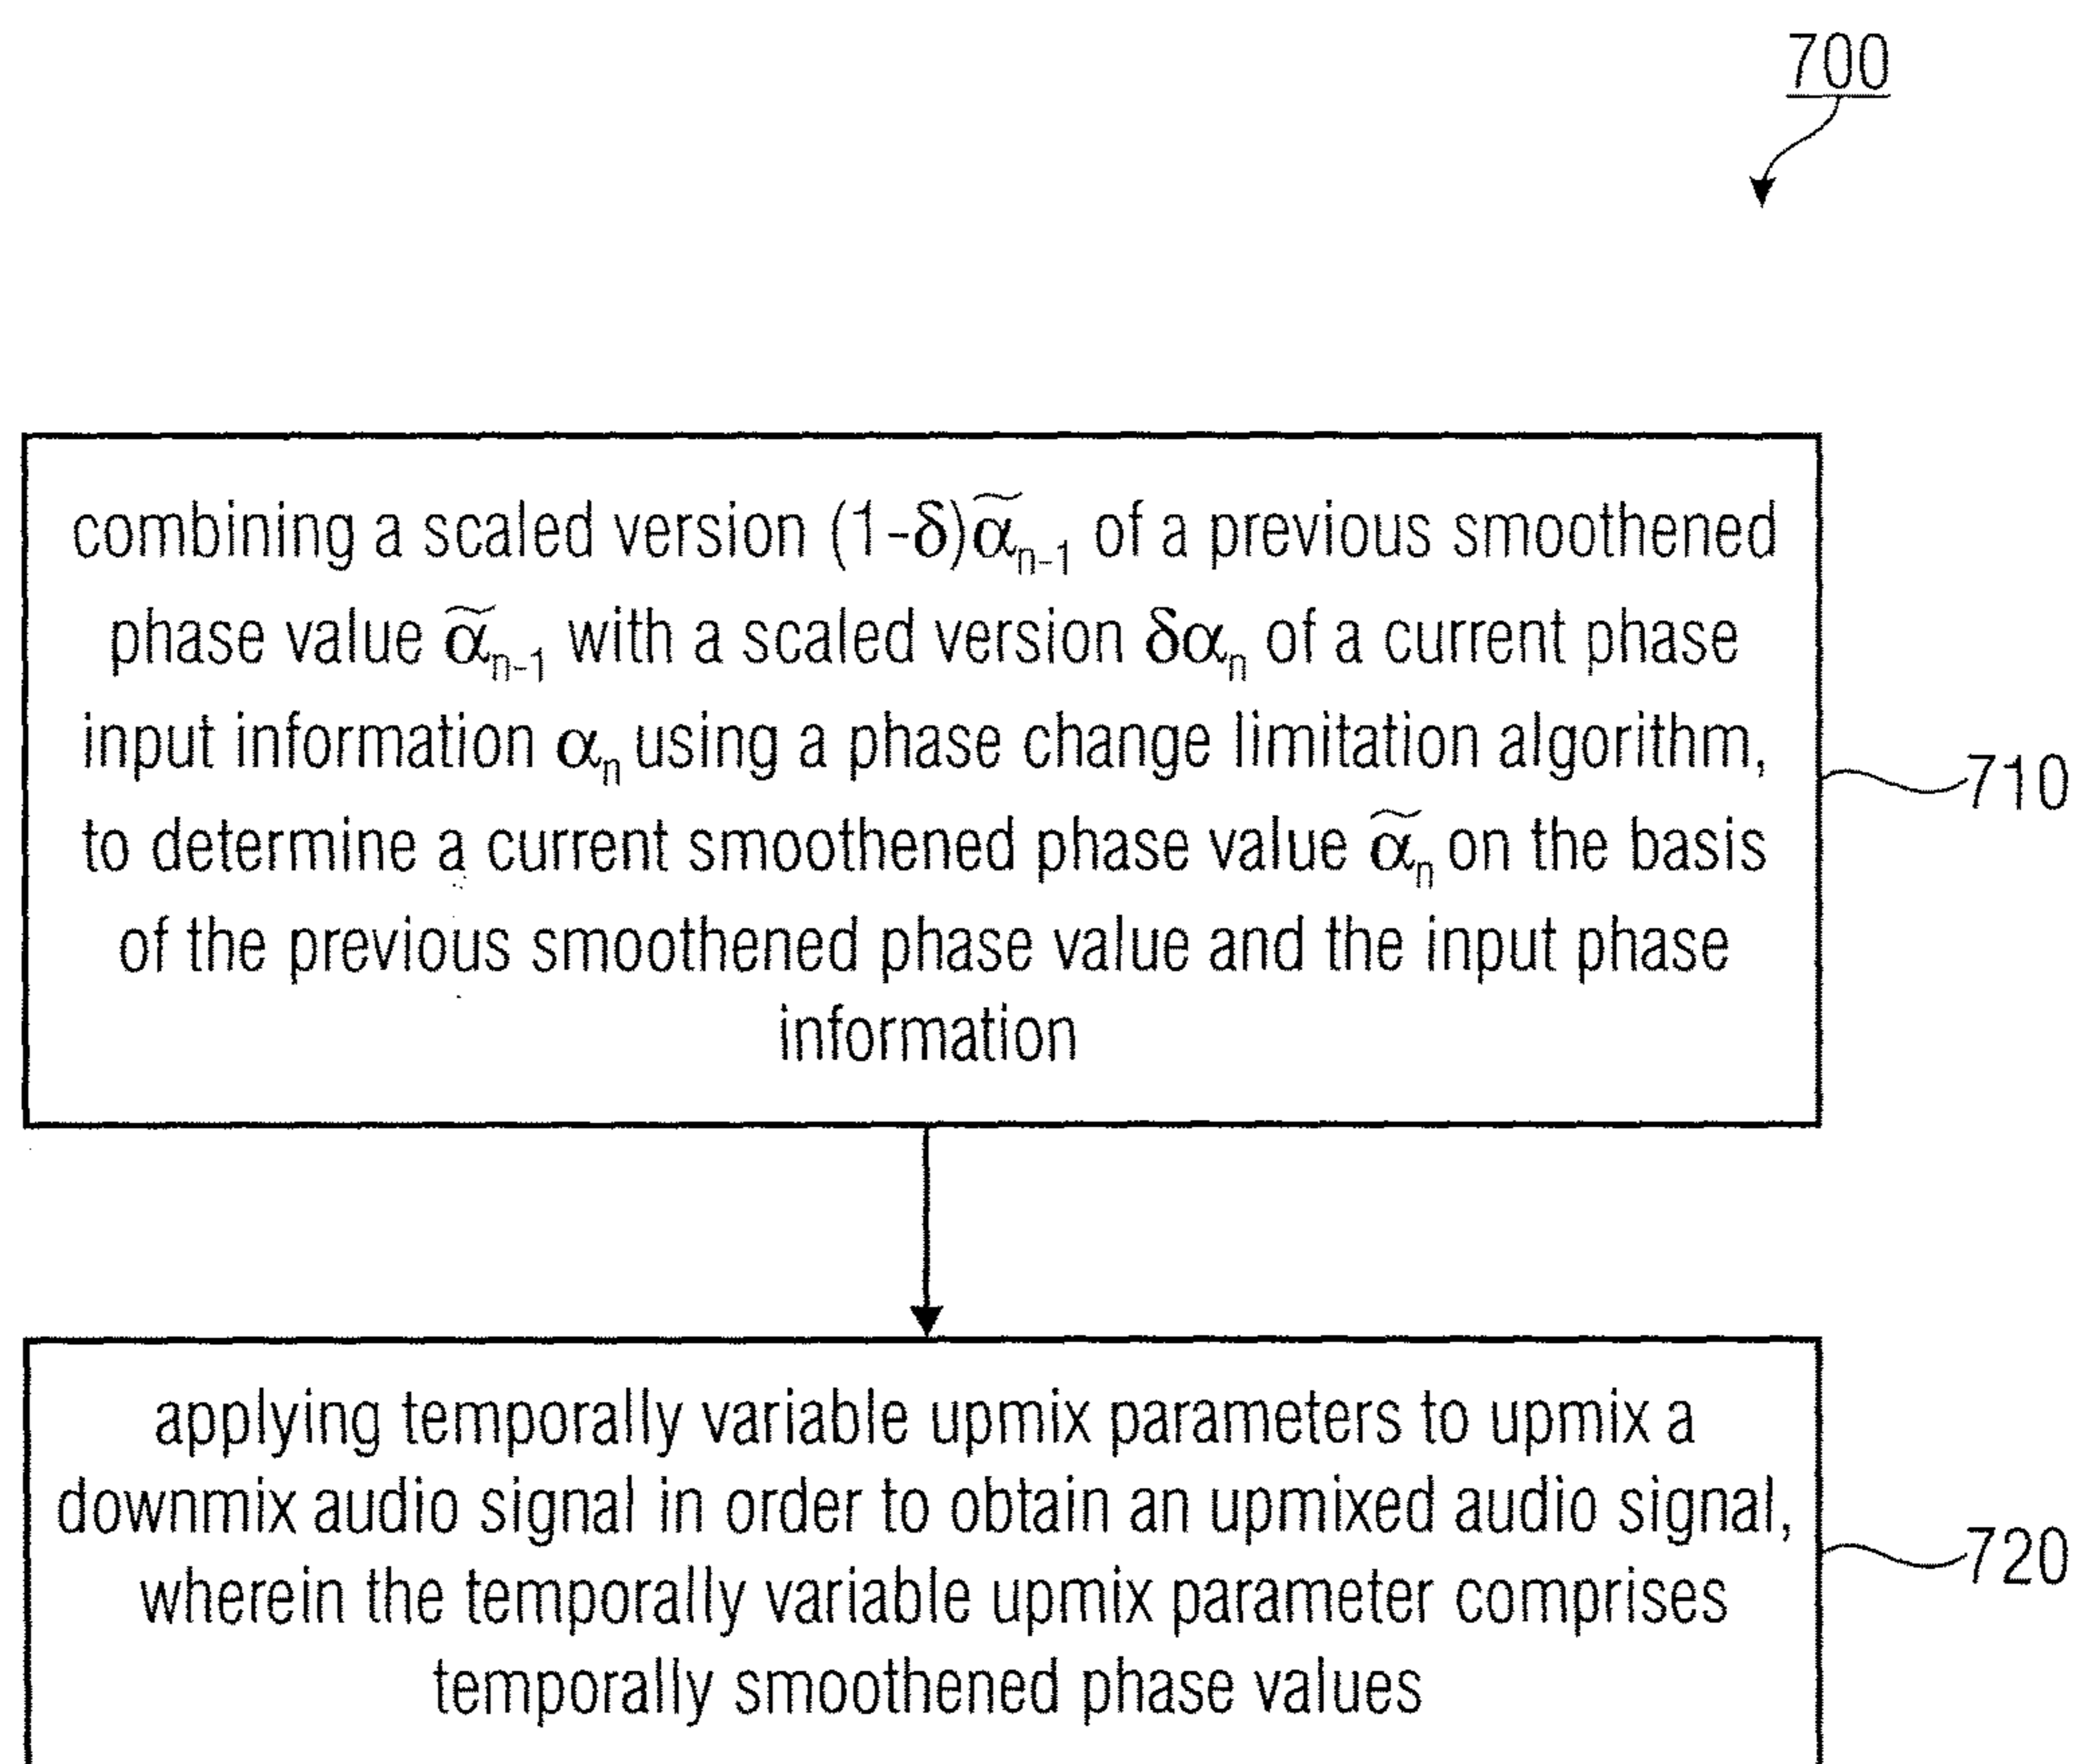 700
combining a scaled version (1-δ)α̃ₙ₋₁ of a previous smoothened
phase value α̃ₙ₋₁ with a scaled version δαₙ of a current phase
input information αₙ using a phase change limitation algorithm,
to determine a current smoothened phase value α̃ₙ on the basis
of the previous smoothened phase value and the input phase
information
710
applying temporally variable upmix parameters to upmix a
downmix audio signal in order to obtain an upmixed audio signal,
wherein the temporally variable upmix parameter comprises
temporally smoothened phase values
720